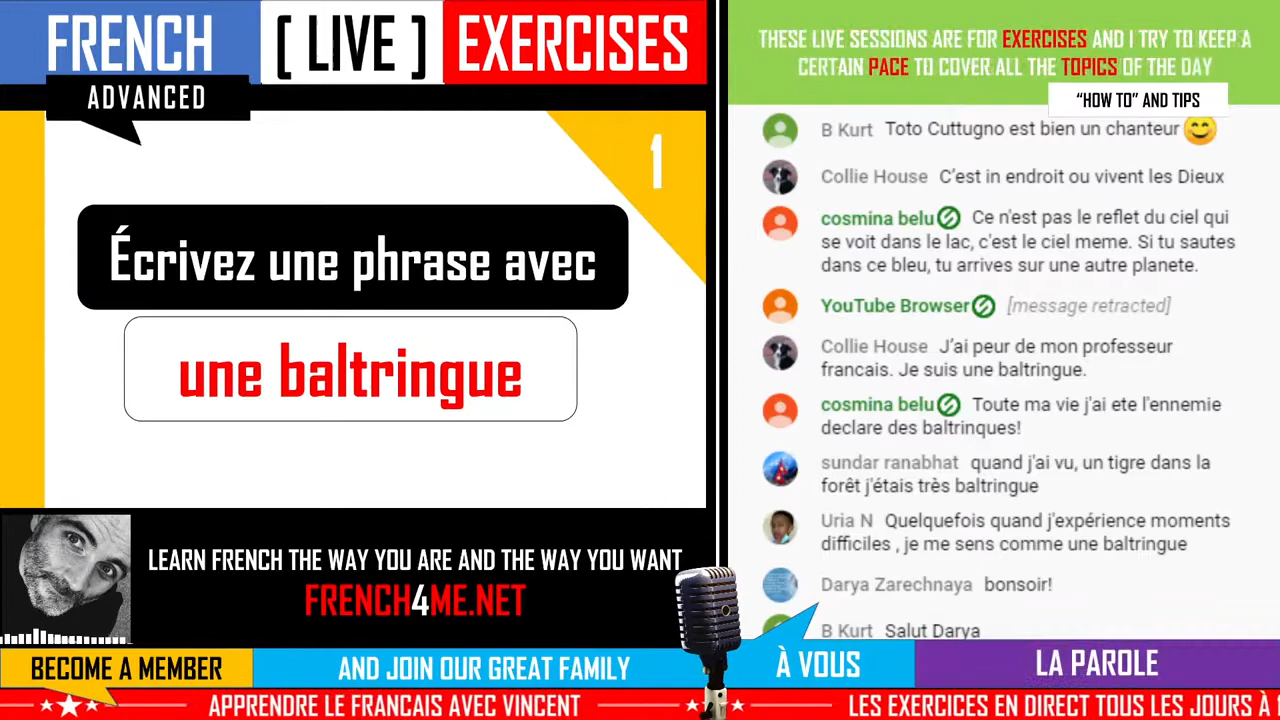 FRENCH [ LIVE ] EXERCISES
ADVANCED
1
Écrivez une phrase avec
une baltringue
LEARN FRENCH THE WAY YOU ARE AND THE WAY YOU WANT
FRENCH4ME.NET
THESE LIVE SESSIONS ARE FOR EXERCISES AND I TRY TO KEEP A
CERTAIN PACE TO COVER ALL THE TOPICS OF THE DAY
“HOW TO” AND TIPS
B Kurt Toto Cuttugno est bien un chanteur 😊
Collie House C’est in endroit ou vivent les Dieux
cosmina belu Ce n'est pas le reflet du ciel qui
se voit dans le lac, c'est le ciel meme. Si tu sautes
dans ce bleu, tu arrives sur une autre planete.
YouTube Browser [message retracted]
Collie House J’ai peur de mon professeur
francais. Je suis une baltringue.
cosmina belu Toute ma vie j'ai ete l'ennemie
declare des baltrinques!
sundar ranabhat quand j'ai vu, un tigre dans la
forêt j'étais très baltringue
Uria N Quelquefois quand j'expérience moments
difficiles , je me sens comme une baltringue
Darya Zarechnaya bonsoir!
B Kurt Salut Darya
BECOME A MEMBER AND JOIN OUR GREAT FAMILY
À VOUS LA PAROLE
APPRENDRE LE FRANCAIS AVEC VINCENT LES EXERCICES EN DIRECT TOUS LES JOURS À